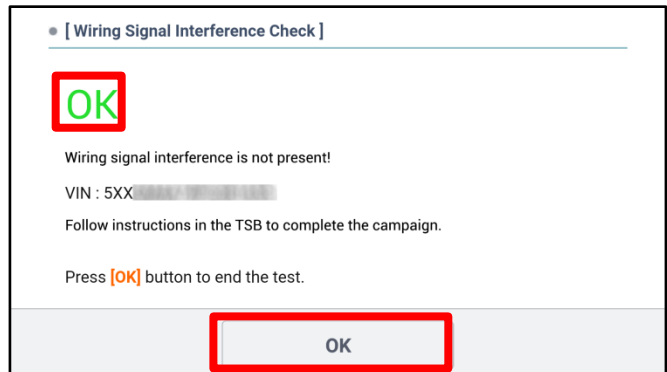 [ Wiring Signal Interference Check ]
OK
Wiring signal interference is not present!
VIN : 5XX
Follow instructions in the TSB to complete the campaign.
Press [OK] button to end the test.
OK